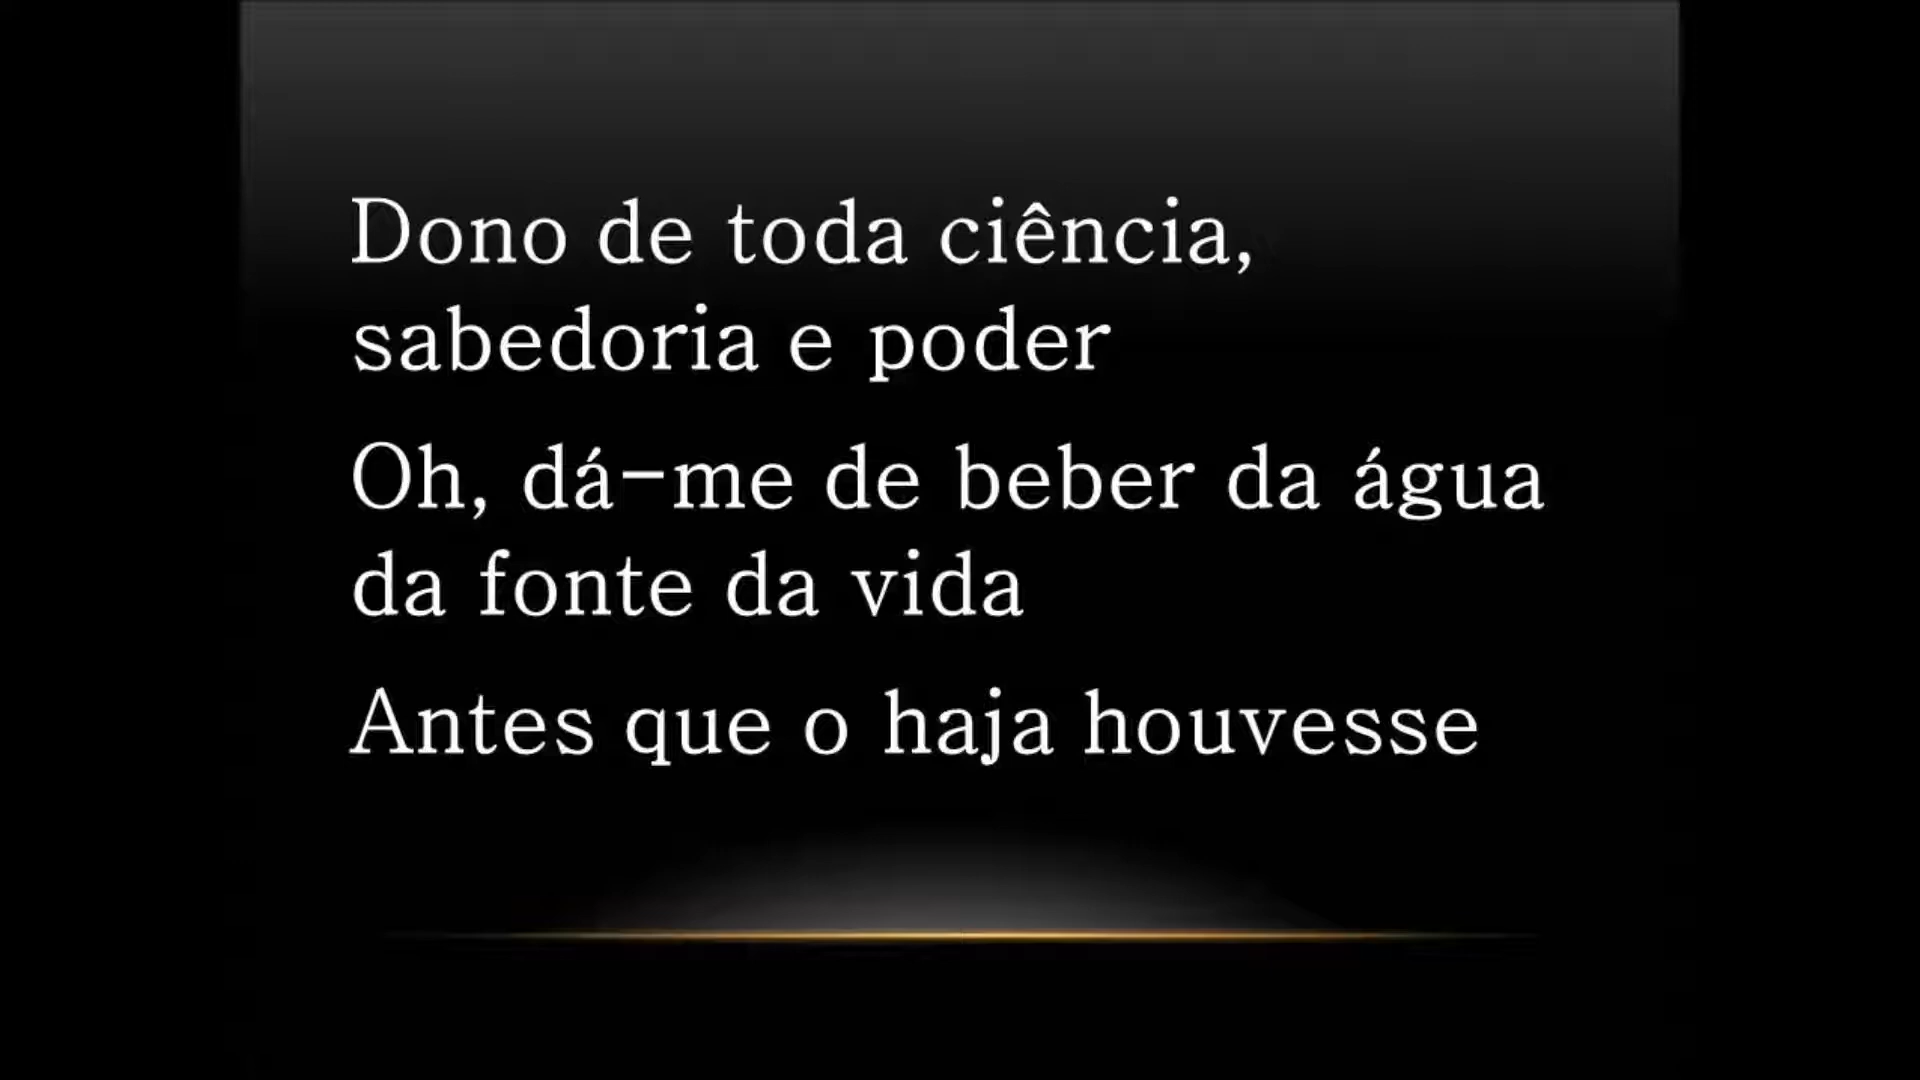 Dono de toda ciência,
sabedoria e poder
Oh, dá-me de beber da água
da fonte da vida
Antes que o haja houvesse